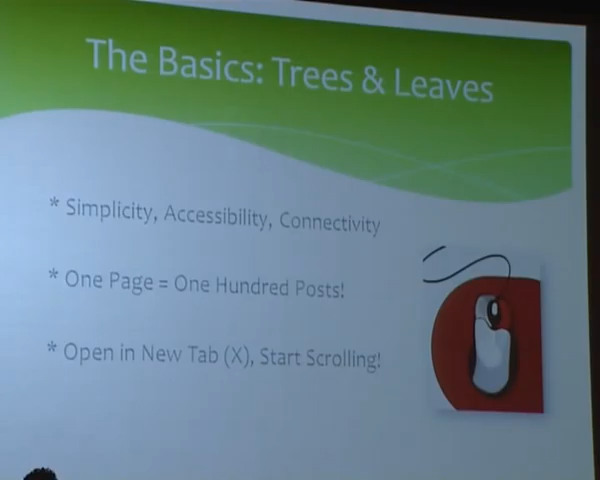 The Basics: Trees & Leaves
* Simplicity, Accessibility, Connectivity
* One Page = One Hundred Posts!
* Open in New Tab (X), Start Scrolling!